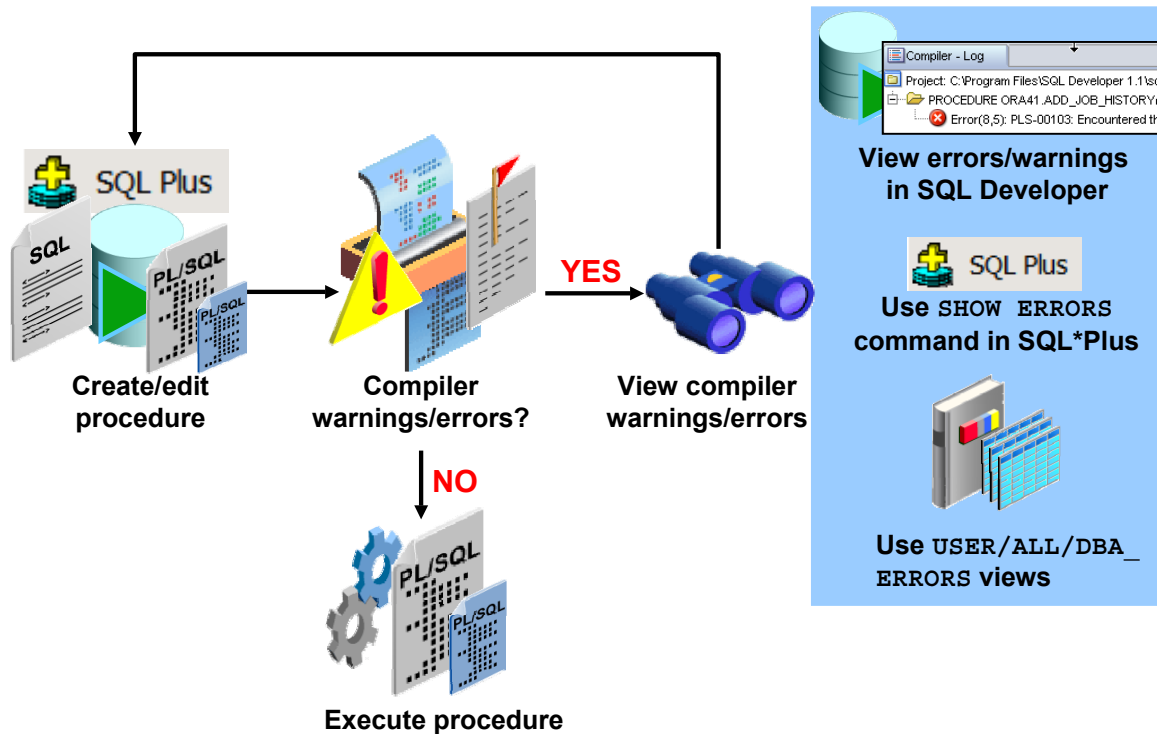 SQL Plus
SQL
PL/SQL
PL/SQL
Create/edit
procedure
Compiler
warnings/errors?
YES
View compiler
warnings/errors
NO
PL/SQL
PL/SQL
Execute procedure
Compiler - Log
Project: C:\Program Files\SQL Developer 1.1\
PROCEDURE ORA41.ADD_JOB_HISTORY
Error(8,5): PLS-00103: Encountered
View errors/warnings
in SQL Developer
SQL Plus
Use SHOW ERRORS
command in SQL*Plus
Use USER/ALL/DBA_
ERRORS views